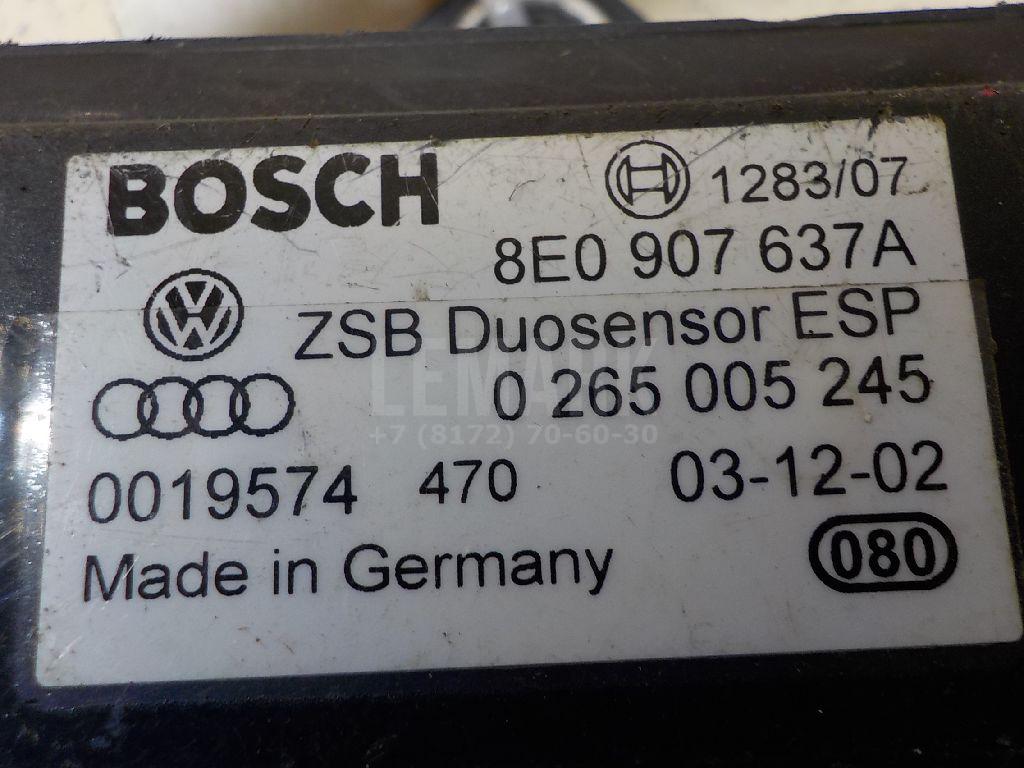 BOSCH 1283/07
8E0 907 637A
ZSB Duosensor ESP
0 265 005 245
LEMARK
+7 (8172) 70-60-30
0019574 470 03-12-02
Made in Germany 080